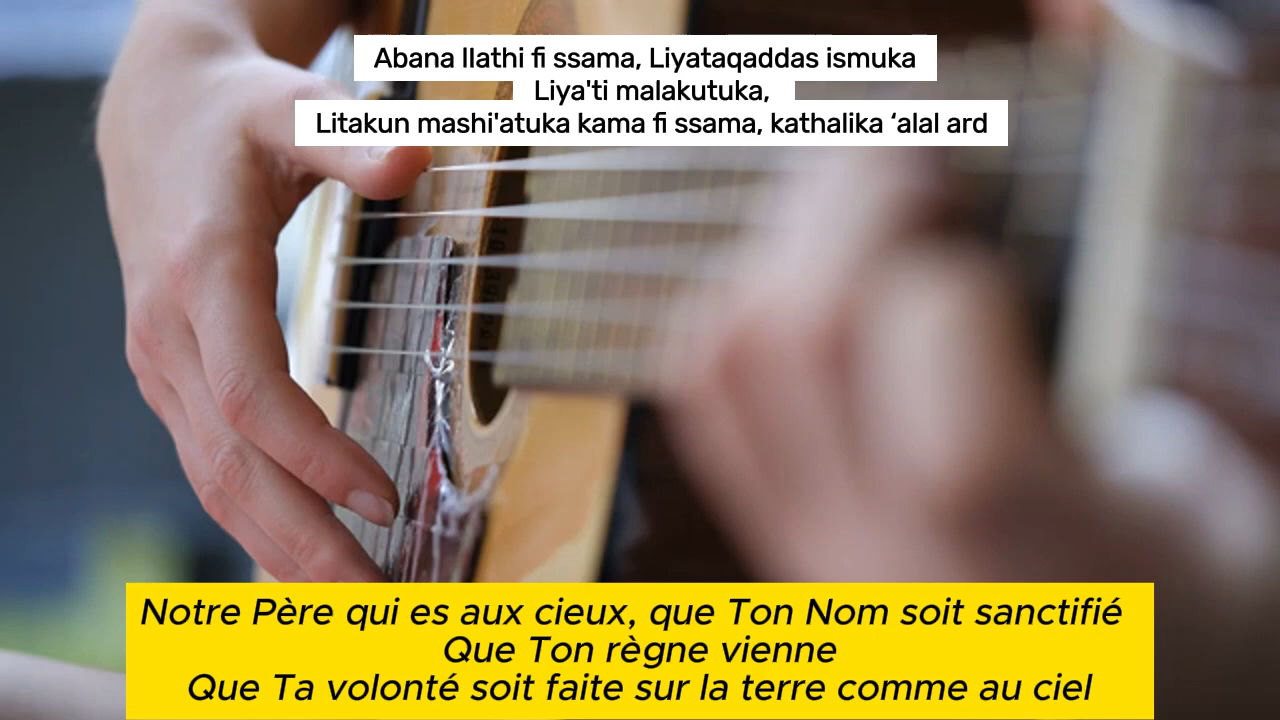 Abana llathi fi ssama, Liyataqaddas ismuka
Liya'ti malakutuka,
Litakun mashi'atuka kama fi ssama, kathalika ‘alal ard
Notre Père qui es aux cieux, que Ton Nom soit sanctifié
Que Ton règne vienne
Que Ta volonté soit faite sur la terre comme au ciel